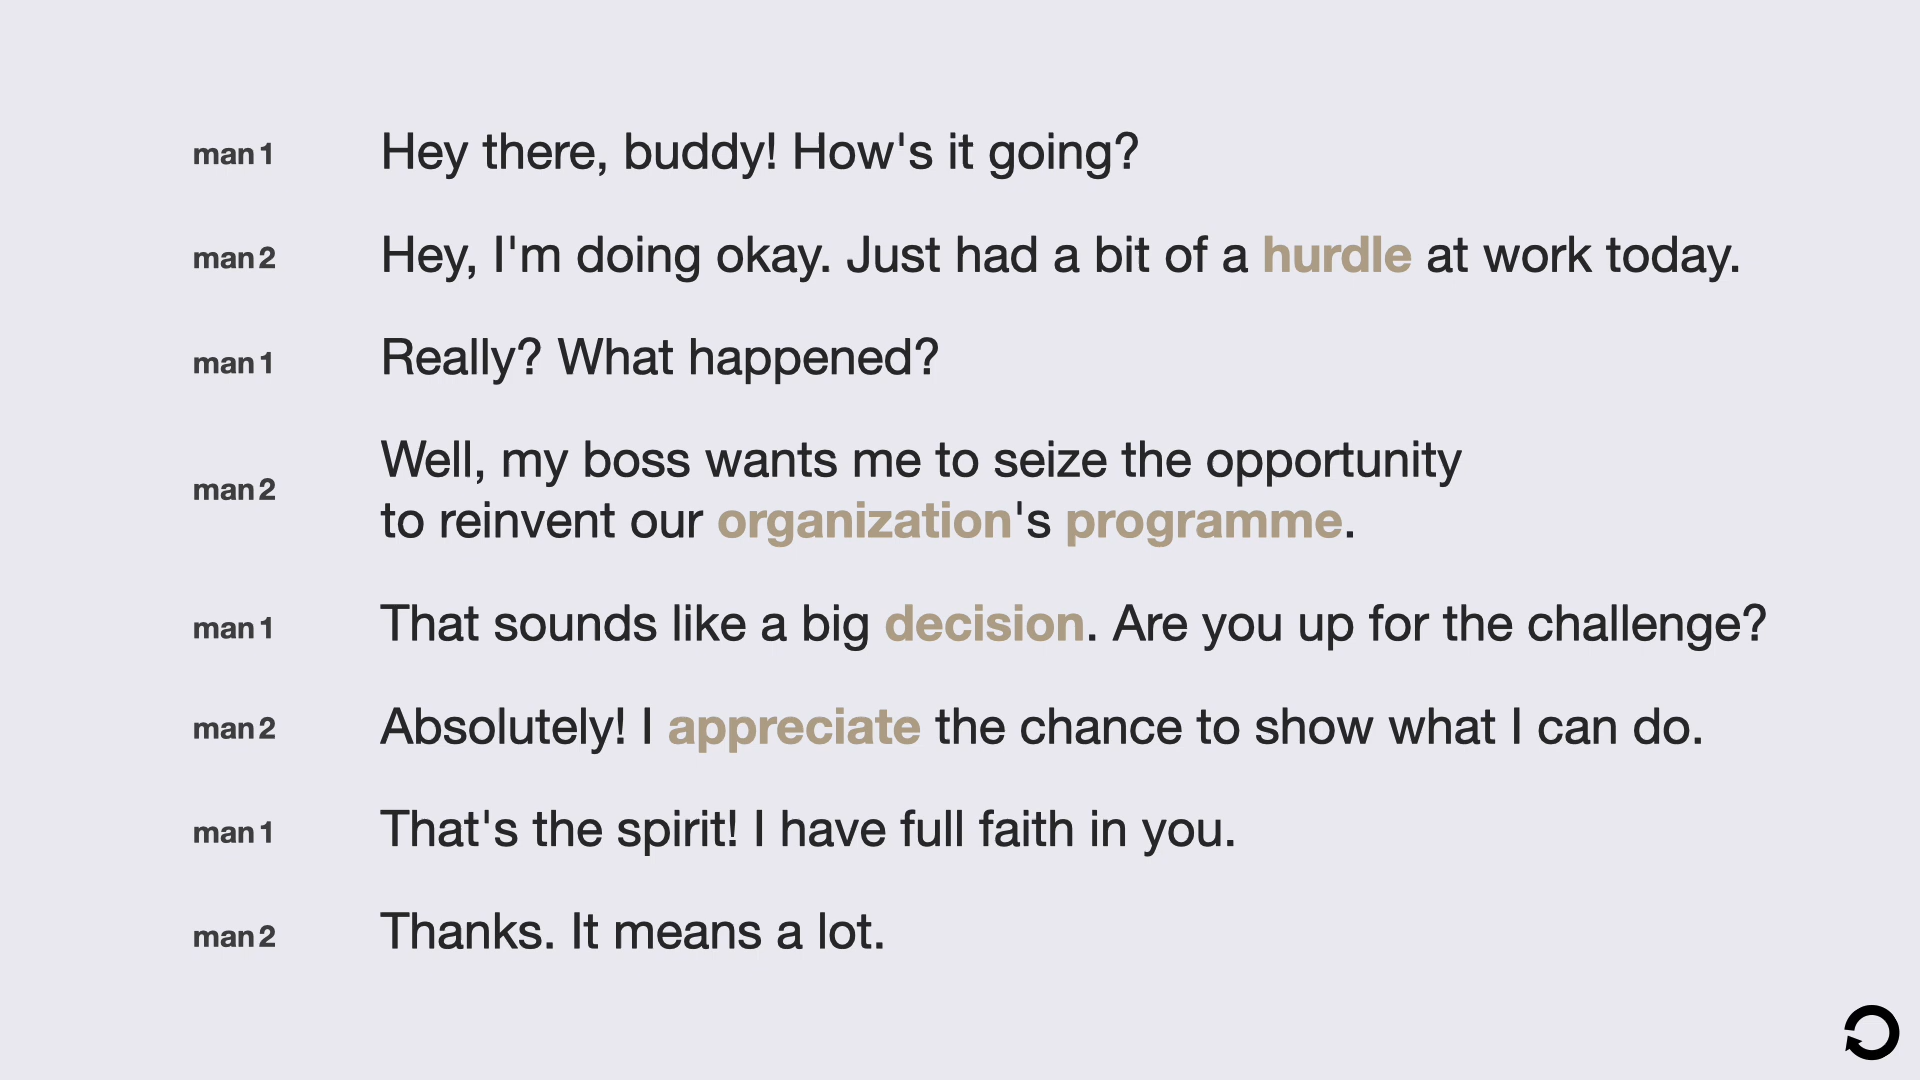 man 1 Hey there, buddy! How's it going?
man 2 Hey, I'm doing okay. Just had a bit of a hurdle at work today.
man 1 Really? What happened?
man 2 Well, my boss wants me to seize the opportunity
to reinvent our organization's programme.
man 1 That sounds like a big decision. Are you up for the challenge?
man 2 Absolutely! I appreciate the chance to show what I can do.
man 1 That's the spirit! I have full faith in you.
man 2 Thanks. It means a lot.